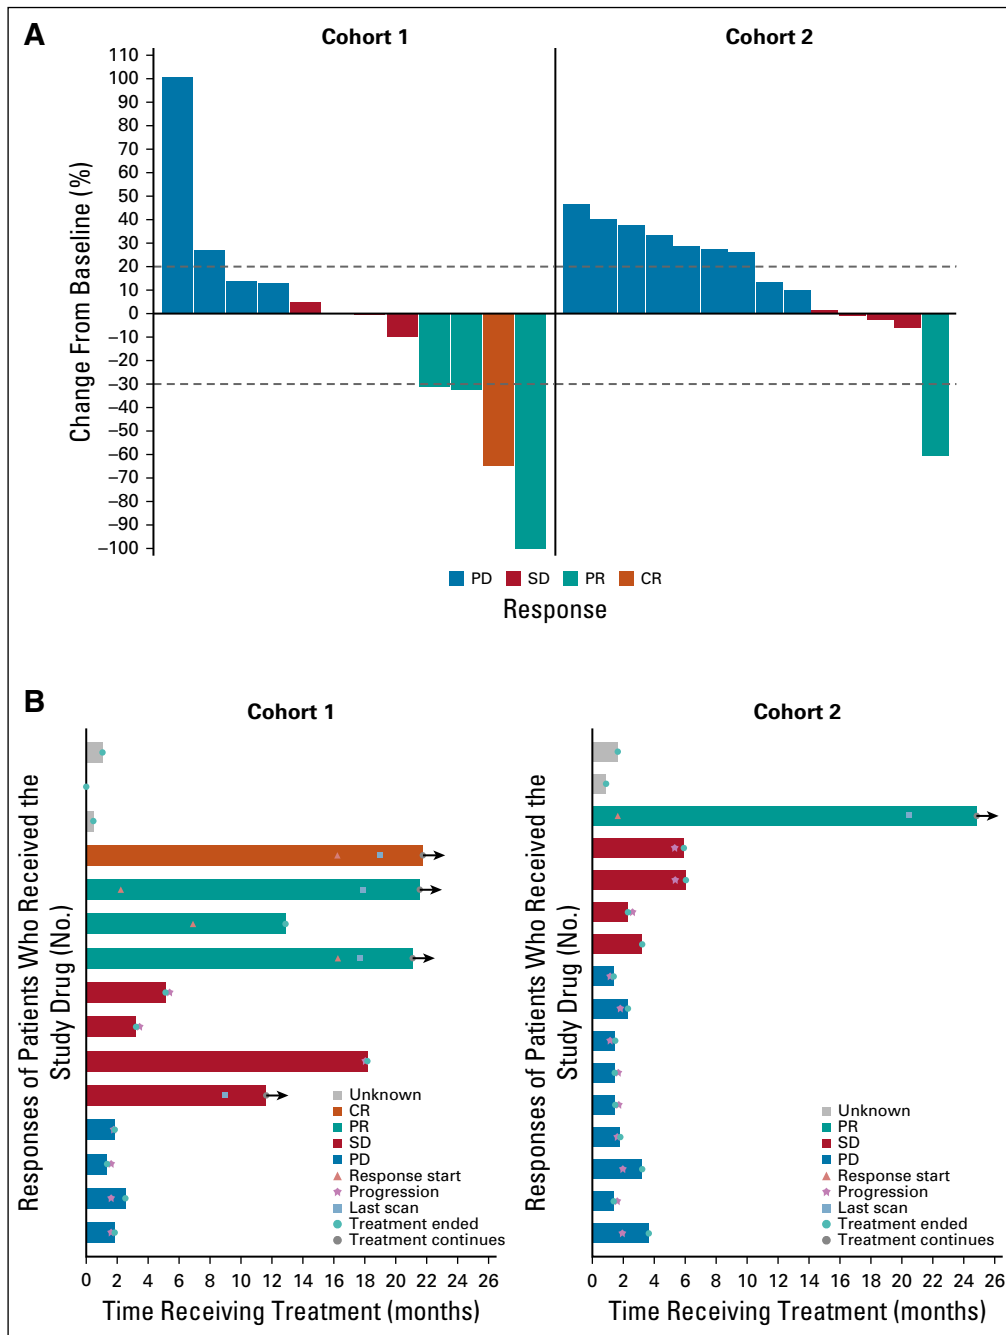 A
Cohort 1
Cohort 2
Change From Baseline (%)
110
100
90
80
70
60
50
40
30
20
10
0
–10
–20
–30
–40
–50
–60
–70
–80
–90
–100
PD SD PR CR
Response
B
Cohort 1
Responses of Patients Who Received the
Study Drug (No.)
Unknown
CR
PR
SD
PD
Response start
Progression
Last scan
Treatment ended
Treatment continues
0 2 4 6 8 10 12 14 16 18 20 22 24 26
Time Receiving Treatment (months)
Cohort 2
Responses of Patients Who Received the
Study Drug (No.)
Unknown
PR
SD
PD
Response start
Progression
Last scan
Treatment ended
Treatment continues
0 2 4 6 8 10 12 14 16 18 20 22 24 26
Time Receiving Treatment (months)